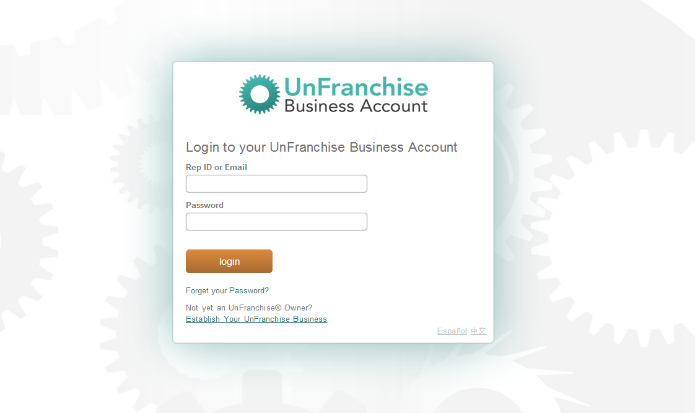 UnFranchise
Business Account
Login to your UnFranchise Business Account
Rep ID or Email
Password
login
Forget your Password?
Not yet an UnFranchise® Owner?
Establish Your UnFranchise Business
Español 中文